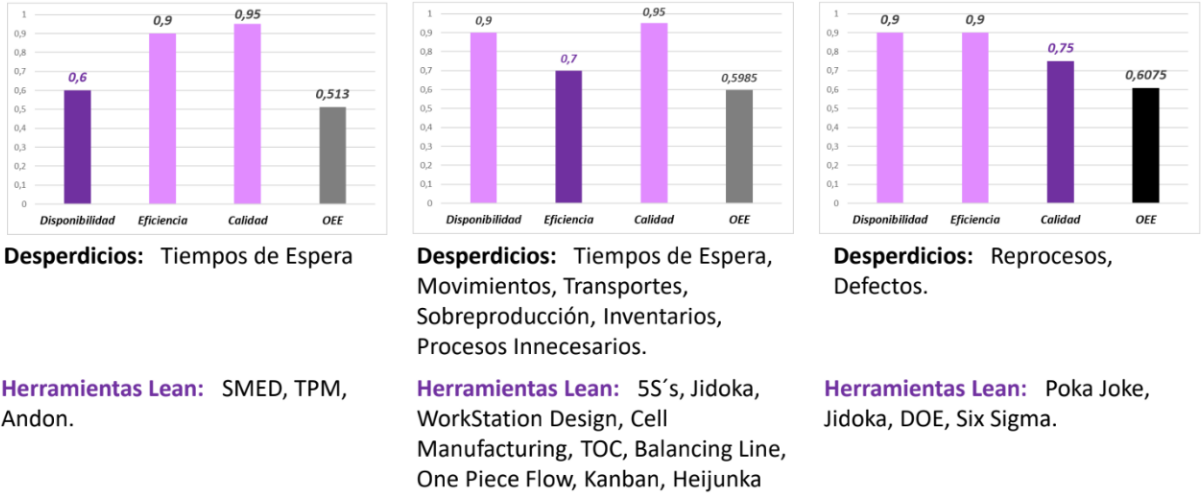 1
0,9
0,8
0,7
0,6
0,5
0,4
0,3
0,2
0,1
0
0,6
0,9
0,95
0,513
Disponibilidad
Eficiencia
Calidad
OEE
Desperdicios: Tiempos de Espera
Herramientas Lean: SMED, TPM,
Andon.
1
0,9
0,8
0,7
0,6
0,5
0,4
0,3
0,2
0,1
0
0,9
0,7
0,95
0,5985
Disponibilidad
Eficiencia
Calidad
OEE
Desperdicios: Tiempos de Espera,
Movimientos, Transportes,
Sobreproducción, Inventarios,
Procesos Innecesarios.
Herramientas Lean: 5S´s, Jidoka,
WorkStation Design, Cell
Manufacturing, TOC, Balancing Line,
One Piece Flow, Kanban, Heijunka
1
0,9
0,8
0,7
0,6
0,5
0,4
0,3
0,2
0,1
0
0,9
0,9
0,75
0,6075
Disponibilidad
Eficiencia
Calidad
OEE
Desperdicios: Reprocesos,
Defectos.
Herramientas Lean: Poka Joke,
Jidoka, DOE, Six Sigma.